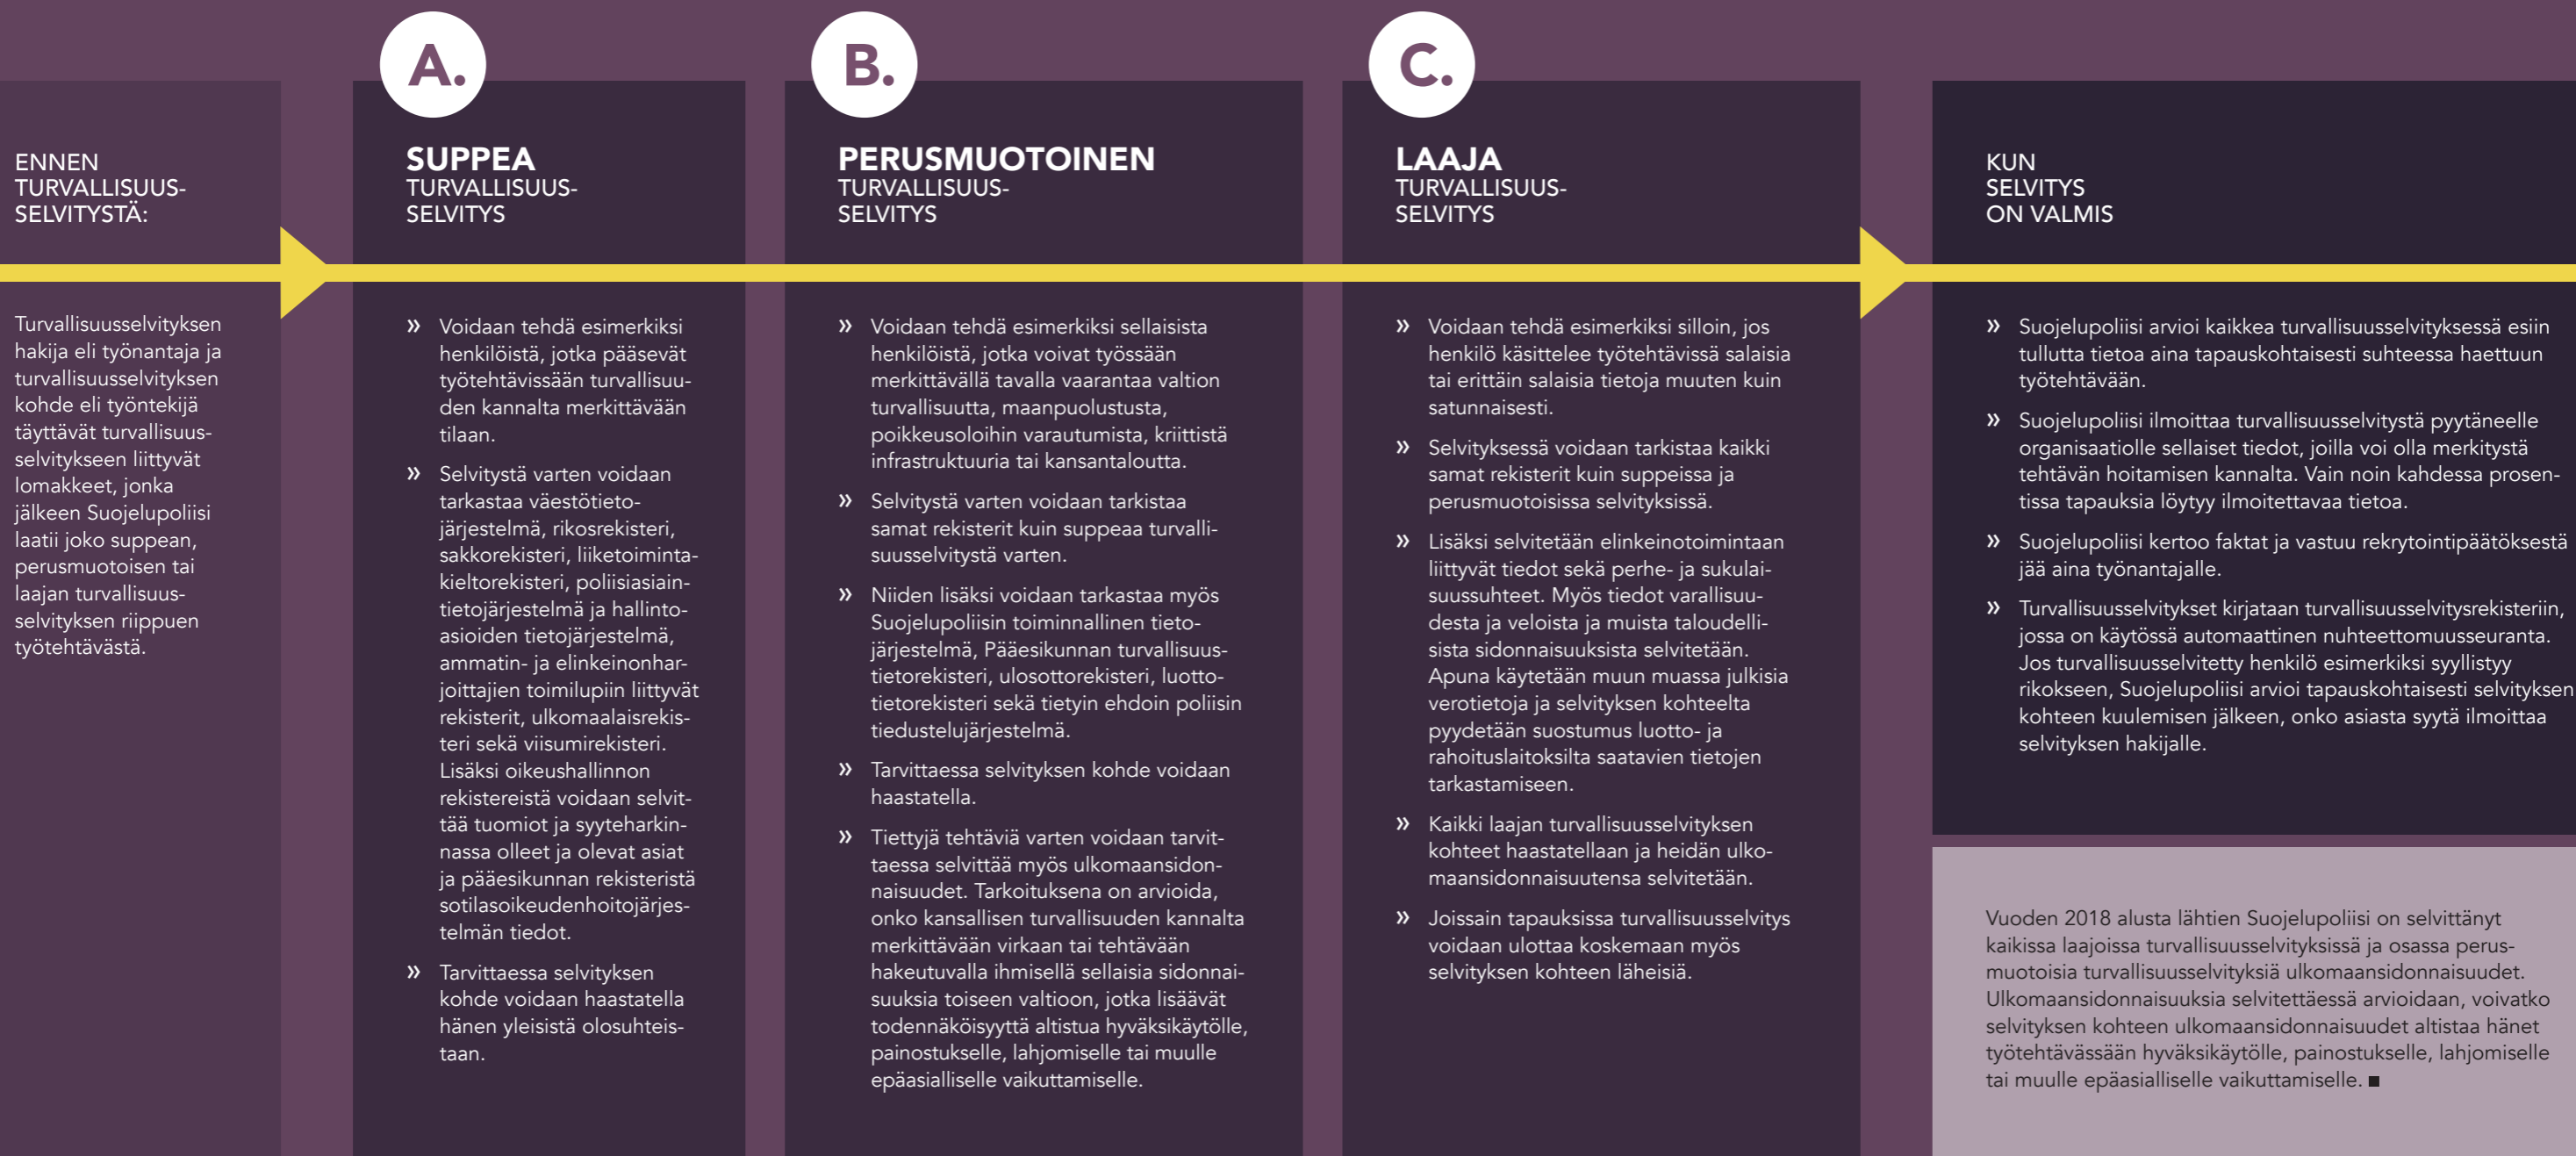 ENNEN
TURVALLISUUS-
SELVITYSTÄ:
Turvallisuusselvityksen
hakija eli työnantaja ja
turvallisuusselvityksen
kohde eli työntekijä
täyttävät turvallisuus-
selvitykseen liittyvät
lomakkeet, jonka
jälkeen Suojelupoliisi
laatii joko suppean,
perusmuotoisen tai
laajan turvallisuus-
selvityksen riippuen
työtehtävästä.
A.
SUPPEA
TURVALLISUUS-
SELVITYS
» Voidaan tehdä esimerkiksi
henkilöistä, jotka pääsevät
työtehtävissään turvallisuu-
den kannalta merkittävään
tilaan.
» Selvitystä varten voidaan
tarkastaa väestötieto-
järjestelmä, rikosrekisteri,
sakkorekisteri, liiketoiminta-
kieltorekisteri, poliisiasiain-
tietojärjestelmä ja hallinto-
asioiden tietojärjestelmä,
ammatin- ja elinkeinonhar-
joittajien toimilupiin liittyvät
rekisterit, ulkomaalaisrekis-
teri sekä viisumirekisteri.
Lisäksi oikeushallinnon
rekistereistä voidaan selvit-
tää tuomiot ja syyteharkin-
nassa olleet ja olevat asiat
ja pääesikunnan rekisteristä
sotilasoikeudenhoitojärjes-
telmän tiedot.
» Tarvittaessa selvityksen
kohde voidaan haastatella
hänen yleisistä olosuhteis-
taan.
B.
PERUSMUOTOINEN
TURVALLISUUS-
SELVITYS
» Voidaan tehdä esimerkiksi sellaisista
henkilöistä, jotka voivat työssään
merkittävällä tavalla vaarantaa valtion
turvallisuutta, maanpuolustusta,
poikkeusoloihin varautumista, kriittistä
infrastruktuuria tai kansantaloutta.
» Selvitystä varten voidaan tarkistaa
samat rekisterit kuin suppeaa turvalli-
suusselvitystä varten.
» Niiden lisäksi voidaan tarkastaa myös
Suojelupoliisin toiminnallinen tieto-
järjestelmä, Pääesikunnan turvallisuus-
tietorekisteri, ulosottorekisteri, luotto-
tietorekisteri sekä tietyin ehdoin poliisin
tiedustelujärjestelmä.
» Tarvittaessa selvityksen kohde voidaan
haastatella.
» Tiettyjä tehtäviä varten voidaan tarvit-
taessa selvittää myös ulkomaansidon-
naisuudet. Tarkoituksena on arvioida,
onko kansallisen turvallisuuden kannalta
merkittävään virkaan tai tehtävään
hakeutuvalla ihmisellä sellaisia sidonnai-
suuksia toiseen valtioon, jotka lisäävät
todennäköisyyttä altistua hyväksikäytölle,
painostukselle, lahjomiselle tai muulle
epäasialliselle vaikuttamiselle.
C.
LAAJA
TURVALLISUUS-
SELVITYS
» Voidaan tehdä esimerkiksi silloin, jos
henkilö käsittelee työtehtävissä salaisia
tai erittäin salaisia tietoja muuten kuin
satunnaisesti.
» Selvityksessä voidaan tarkistaa kaikki
samat rekisterit kuin suppeissa ja
perusmuotoisissa selvityksissä.
» Lisäksi selvitetään elinkeinotoimintaan
liittyvät tiedot sekä perhe- ja sukulai-
suussuhteet. Myös tiedot varallisuu-
desta ja veloista ja muista taloudelli-
sista sidonnaisuuksista selvitetään.
Apuna käytetään muun muassa julkisia
verotietoja ja selvityksen kohteelta
pyydetään suostumus luotto- ja
rahoituslaitoksilta saatavien tietojen
tarkastamiseen.
» Kaikki laajan turvallisuusselvityksen
kohteet haastatellaan ja heidän ulko-
maansidonnaisuutensa selvitetään.
» Joissain tapauksissa turvallisuusselvitys
voidaan ulottaa koskemaan myös
selvityksen kohteen läheisiä.
KUN
SELVITYS
ON VALMIS
» Suojelupoliisi arvioi kaikkea turvallisuusselvityksessä esiin
tullutta tietoa aina tapauskohtaisesti suhteessa haettuun
työtehtävään.
» Suojelupoliisi ilmoittaa turvallisuusselvitystä pyytäneelle
organisaatiolle sellaiset tiedot, joilla voi olla merkitystä
tehtävän hoitamisen kannalta. Vain noin kahdessa prosen-
tissa tapauksia löytyy ilmoitettavaa tietoa.
» Suojelupoliisi kertoo faktat ja vastuu rekrytointipäätöksestä
jää aina työnantajalle.
» Turvallisuusselvitykset kirjataan turvallisuusselvitysrekisteriin,
jossa on käytössä automaattinen nuhteettomuusseuranta.
Jos turvallisuusselvitetty henkilö esimerkiksi syyllistyy
rikokseen, Suojelupoliisi arvioi tapauskohtaisesti selvityksen
kohteen kuulemisen jälkeen, onko asiasta syytä ilmoittaa
selvityksen hakijalle.
Vuoden 2018 alusta lähtien Suojelupoliisi on selvittänyt
kaikissa laajoissa turvallisuusselvityksissä ja osassa perus-
muotoisia turvallisuusselvityksiä ulkomaansidonnaisuudet.
Ulkomaansidonnaisuuksia selvitettäessä arvioidaan, voivatko
selvityksen kohteen ulkomaansidonnaisuudet altistaa hänet
työtehtävässään hyväksikäytölle, painostukselle, lahjomiselle
tai muulle epäasialliselle vaikuttamiselle. ■